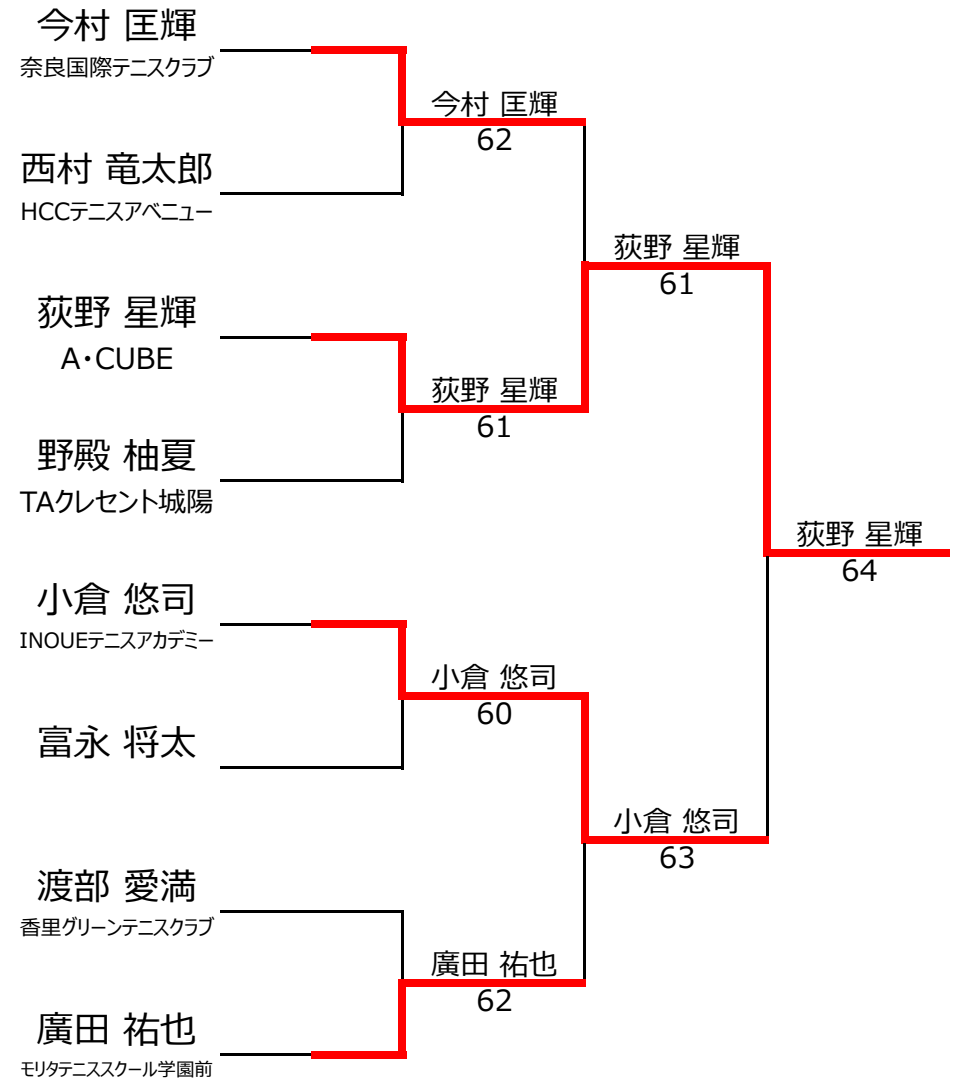 今村 匡輝
奈良国際テニスクラブ
今村 匡輝
62
西村 竜太郎
HCCテニスアベニュー
荻野 星輝
61
荻野 星輝
A・CUBE
荻野 星輝
61
野殿 柚夏
TAクレセント城陽
荻野 星輝
64
小倉 悠司
INOUEテニスアカデミー
小倉 悠司
60
富永 将太
小倉 悠司
63
渡部 愛満
香里グリーンテニスクラブ
廣田 祐也
62
廣田 祐也
モリタテニススクール学園前